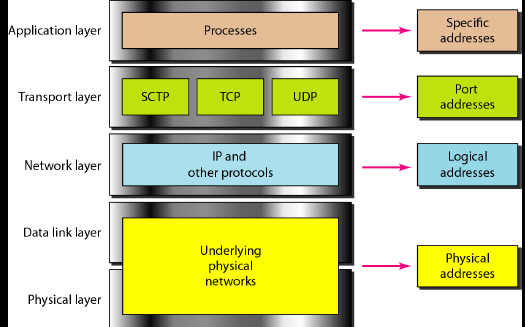 Application layer
Processes
Specific
addresses
Transport layer
SCTP
TCP
UDP
Port
addresses
Network layer
IP and
other protocols
Logical
addresses
Data link layer
Underlying
physical
networks
Physical
addresses
Physical layer